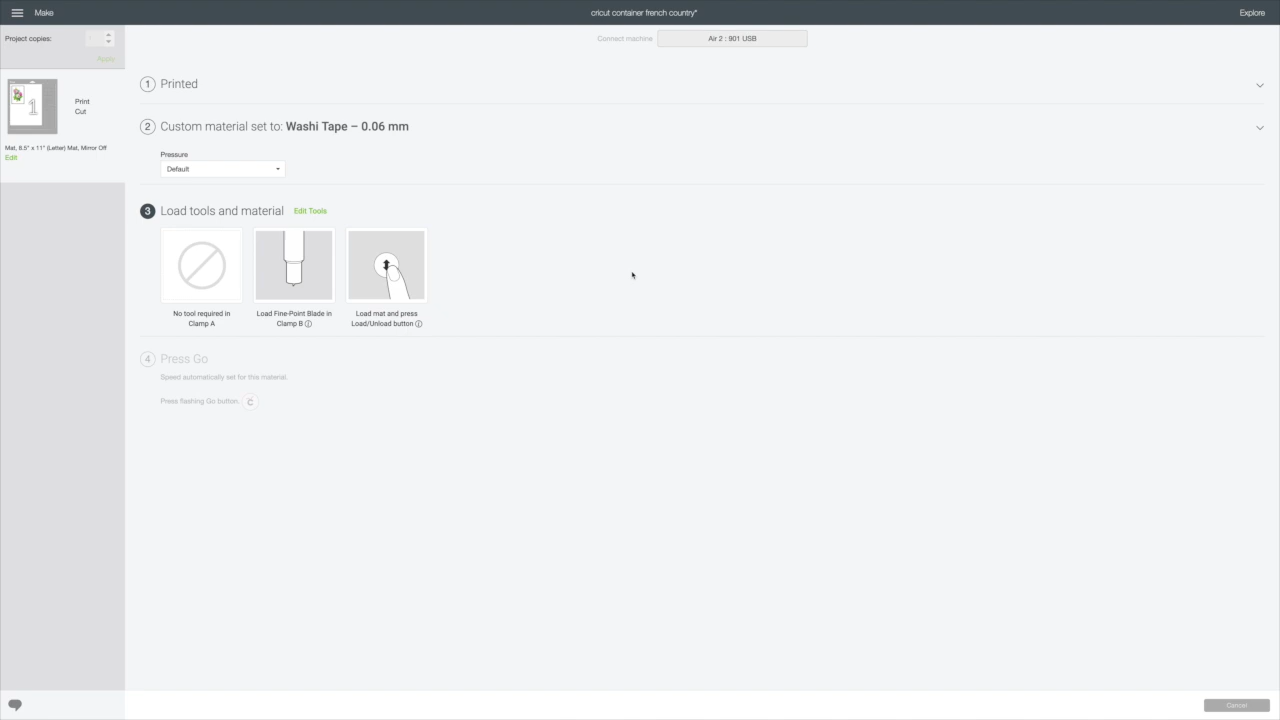 Make
cricut container french country*
Explore
Project copies:
Apply
Print
Cut
Mat, 8.5" x 11" (Letter) Mat, Mirror Off
Edit
Connect machine
Air 2 : 901 USB
1 Printed
2 Custom material set to: Washi Tape – 0.06 mm
Pressure
Default
3 Load tools and material Edit Tools
No tool required in
Clamp A
Load Fine-Point Blade in
Clamp B
Load mat and press
Load/Unload button
4 Press Go
Speed automatically set for this material.
Press flashing Go button.
Cancel